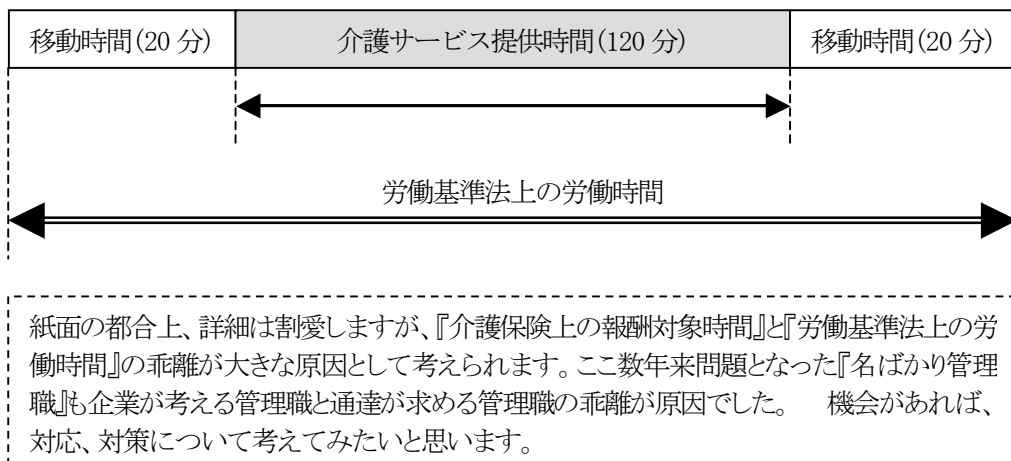 移動時間(20 分) 介護サービス提供時間(120 分) 移動時間(20 分)
労働基準法上の労働時間
紙面の都合上、詳細は割愛しますが、『介護保険上の報酬対象時間』と『労働基準法上の労
働時間』の乖離が大きな原因として考えられます。ここ数年来問題となった『名ばかり管理
職』も企業が考える管理職と通達が求める管理職の乖離が原因でした。　機会があれば、
対応、対策について考えてみたいと思います。